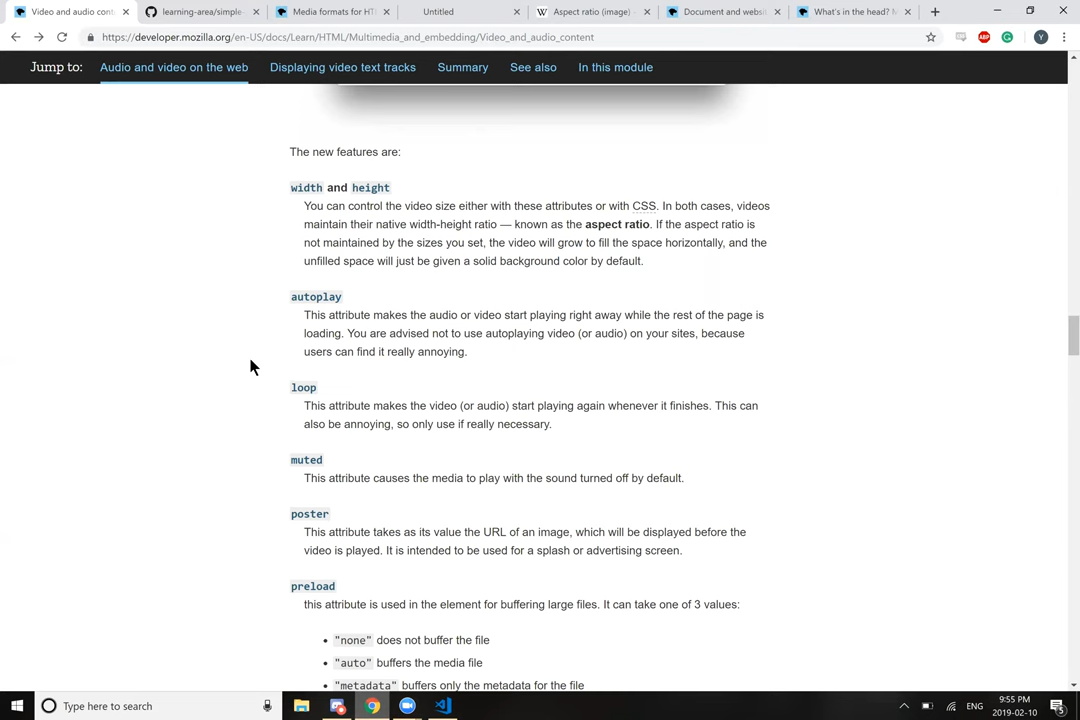 Video and audio cont
learning-area/simple-
Media formats for HT
Untitled
Aspect ratio (image) -
Document and websi
What's in the head? M
https://developer.mozilla.org/en-US/docs/Learn/HTML/Multimedia_and_embedding/Video_and_audio_content
ABP
Y
Jump to: Audio and video on the web Displaying video text tracks Summary See also In this module
The new features are:
width and height
You can control the video size either with these attributes or with CSS. In both cases, videos
maintain their native width-height ratio — known as the aspect ratio. If the aspect ratio is
not maintained by the sizes you set, the video will grow to fill the space horizontally, and the
unfilled space will just be given a solid background color by default.
autoplay
This attribute makes the audio or video start playing right away while the rest of the page is
loading. You are advised not to use autoplaying video (or audio) on your sites, because
users can find it really annoying.
loop
This attribute makes the video (or audio) start playing again whenever it finishes. This can
also be annoying, so only use if really necessary.
muted
This attribute causes the media to play with the sound turned off by default.
poster
This attribute takes as its value the URL of an image, which will be displayed before the
video is played. It is intended to be used for a splash or advertising screen.
preload
this attribute is used in the element for buffering large files. It can take one of 3 values:
• "none" does not buffer the file
• "auto" buffers the media file
• "metadata" buffers only the metadata for the file
Type here to search
ENG
9:55 PM
2019-02-10
5